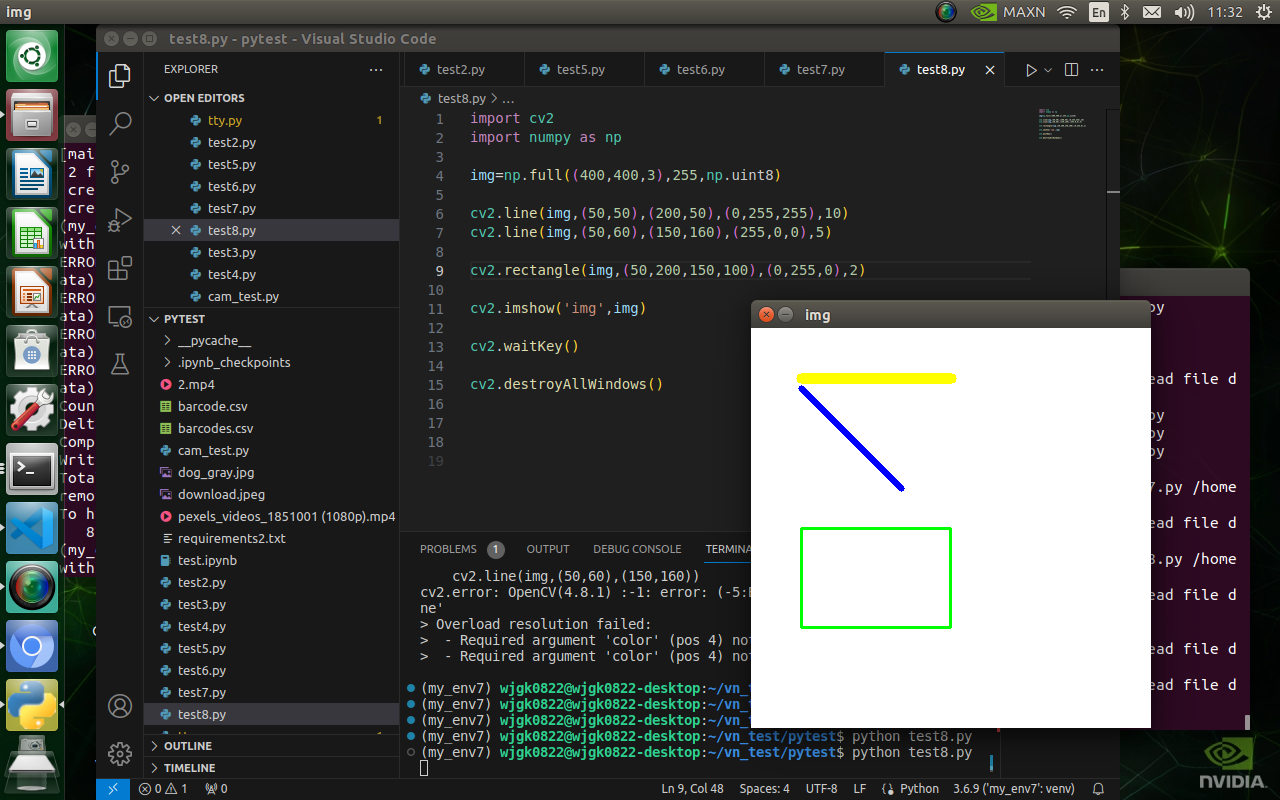 img
MAXN
En
11:32
test8.py - pytest - Visual Studio Code
EXPLORER
OPEN EDITORS
tty.py 1
test2.py
test5.py
test6.py
test7.py
test8.py
test3.py
test4.py
cam_test.py
PYTEST
__pycache__
.ipynb_checkpoints
2.mp4
barcode.csv
barcodes.csv
cam_test.py
dog_gray.jpg
download.jpeg
pexels_videos_1851001 (1080p).mp4
requirements2.txt
test.ipynb
test2.py
test3.py
test4.py
test5.py
test6.py
test7.py
test8.py
OUTLINE
TIMELINE
test2.py test5.py test6.py test7.py test8.py
test8.py > ...
1 import cv2
2 import numpy as np
3
4 img=np.full((400,400,3),255,np.uint8)
5
6 cv2.line(img,(50,50),(200,50),(0,255,255),10)
7 cv2.line(img,(50,60),(150,160),(255,0,0),5)
8
9 cv2.rectangle(img,(50,200,150,100),(0,255,0),2)
10
11 cv2.imshow('img',img)
12
13 cv2.waitKey()
14
15 cv2.destroyAllWindows()
16
17
18
19
img
PROBLEMS 1 OUTPUT DEBUG CONSOLE TERMINA
cv2.line(img,(50,60),(150,160))
cv2.error: OpenCV(4.8.1) :-1: error: (-5:
ne'
> Overload resolution failed:
> - Required argument 'color' (pos 4) no
> - Required argument 'color' (pos 4) no
(my_env7) wjgk0822@wjgk0822-desktop:~/vn_
(my_env7) wjgk0822@wjgk0822-desktop:~/vn_
(my_env7) wjgk0822@wjgk0822-desktop:~/vn_
(my_env7) wjgk0822@wjgk0822-desktop:~/vn_test/pytest$ python test8.py
(my_env7) wjgk0822@wjgk0822-desktop:~/vn_test/pytest$ python test8.py
0 1 0
Ln 9, Col 48 Spaces: 4 UTF-8 LF Python 3.6.9 ('my_env7': venv)
[mai
2 f
cre
cre
(my_
with
ERRO
ata)
ERRO
ata)
ERRO
ata)
ERRO
ata)
Coun
Delt
Comp
Writ
Tota
remo
To h
8
(my_
with
py
ead file d
py
py
py
7.py /home
ead file d
8.py /home
ead file d
ead file d
ead file d
NVIDIA.